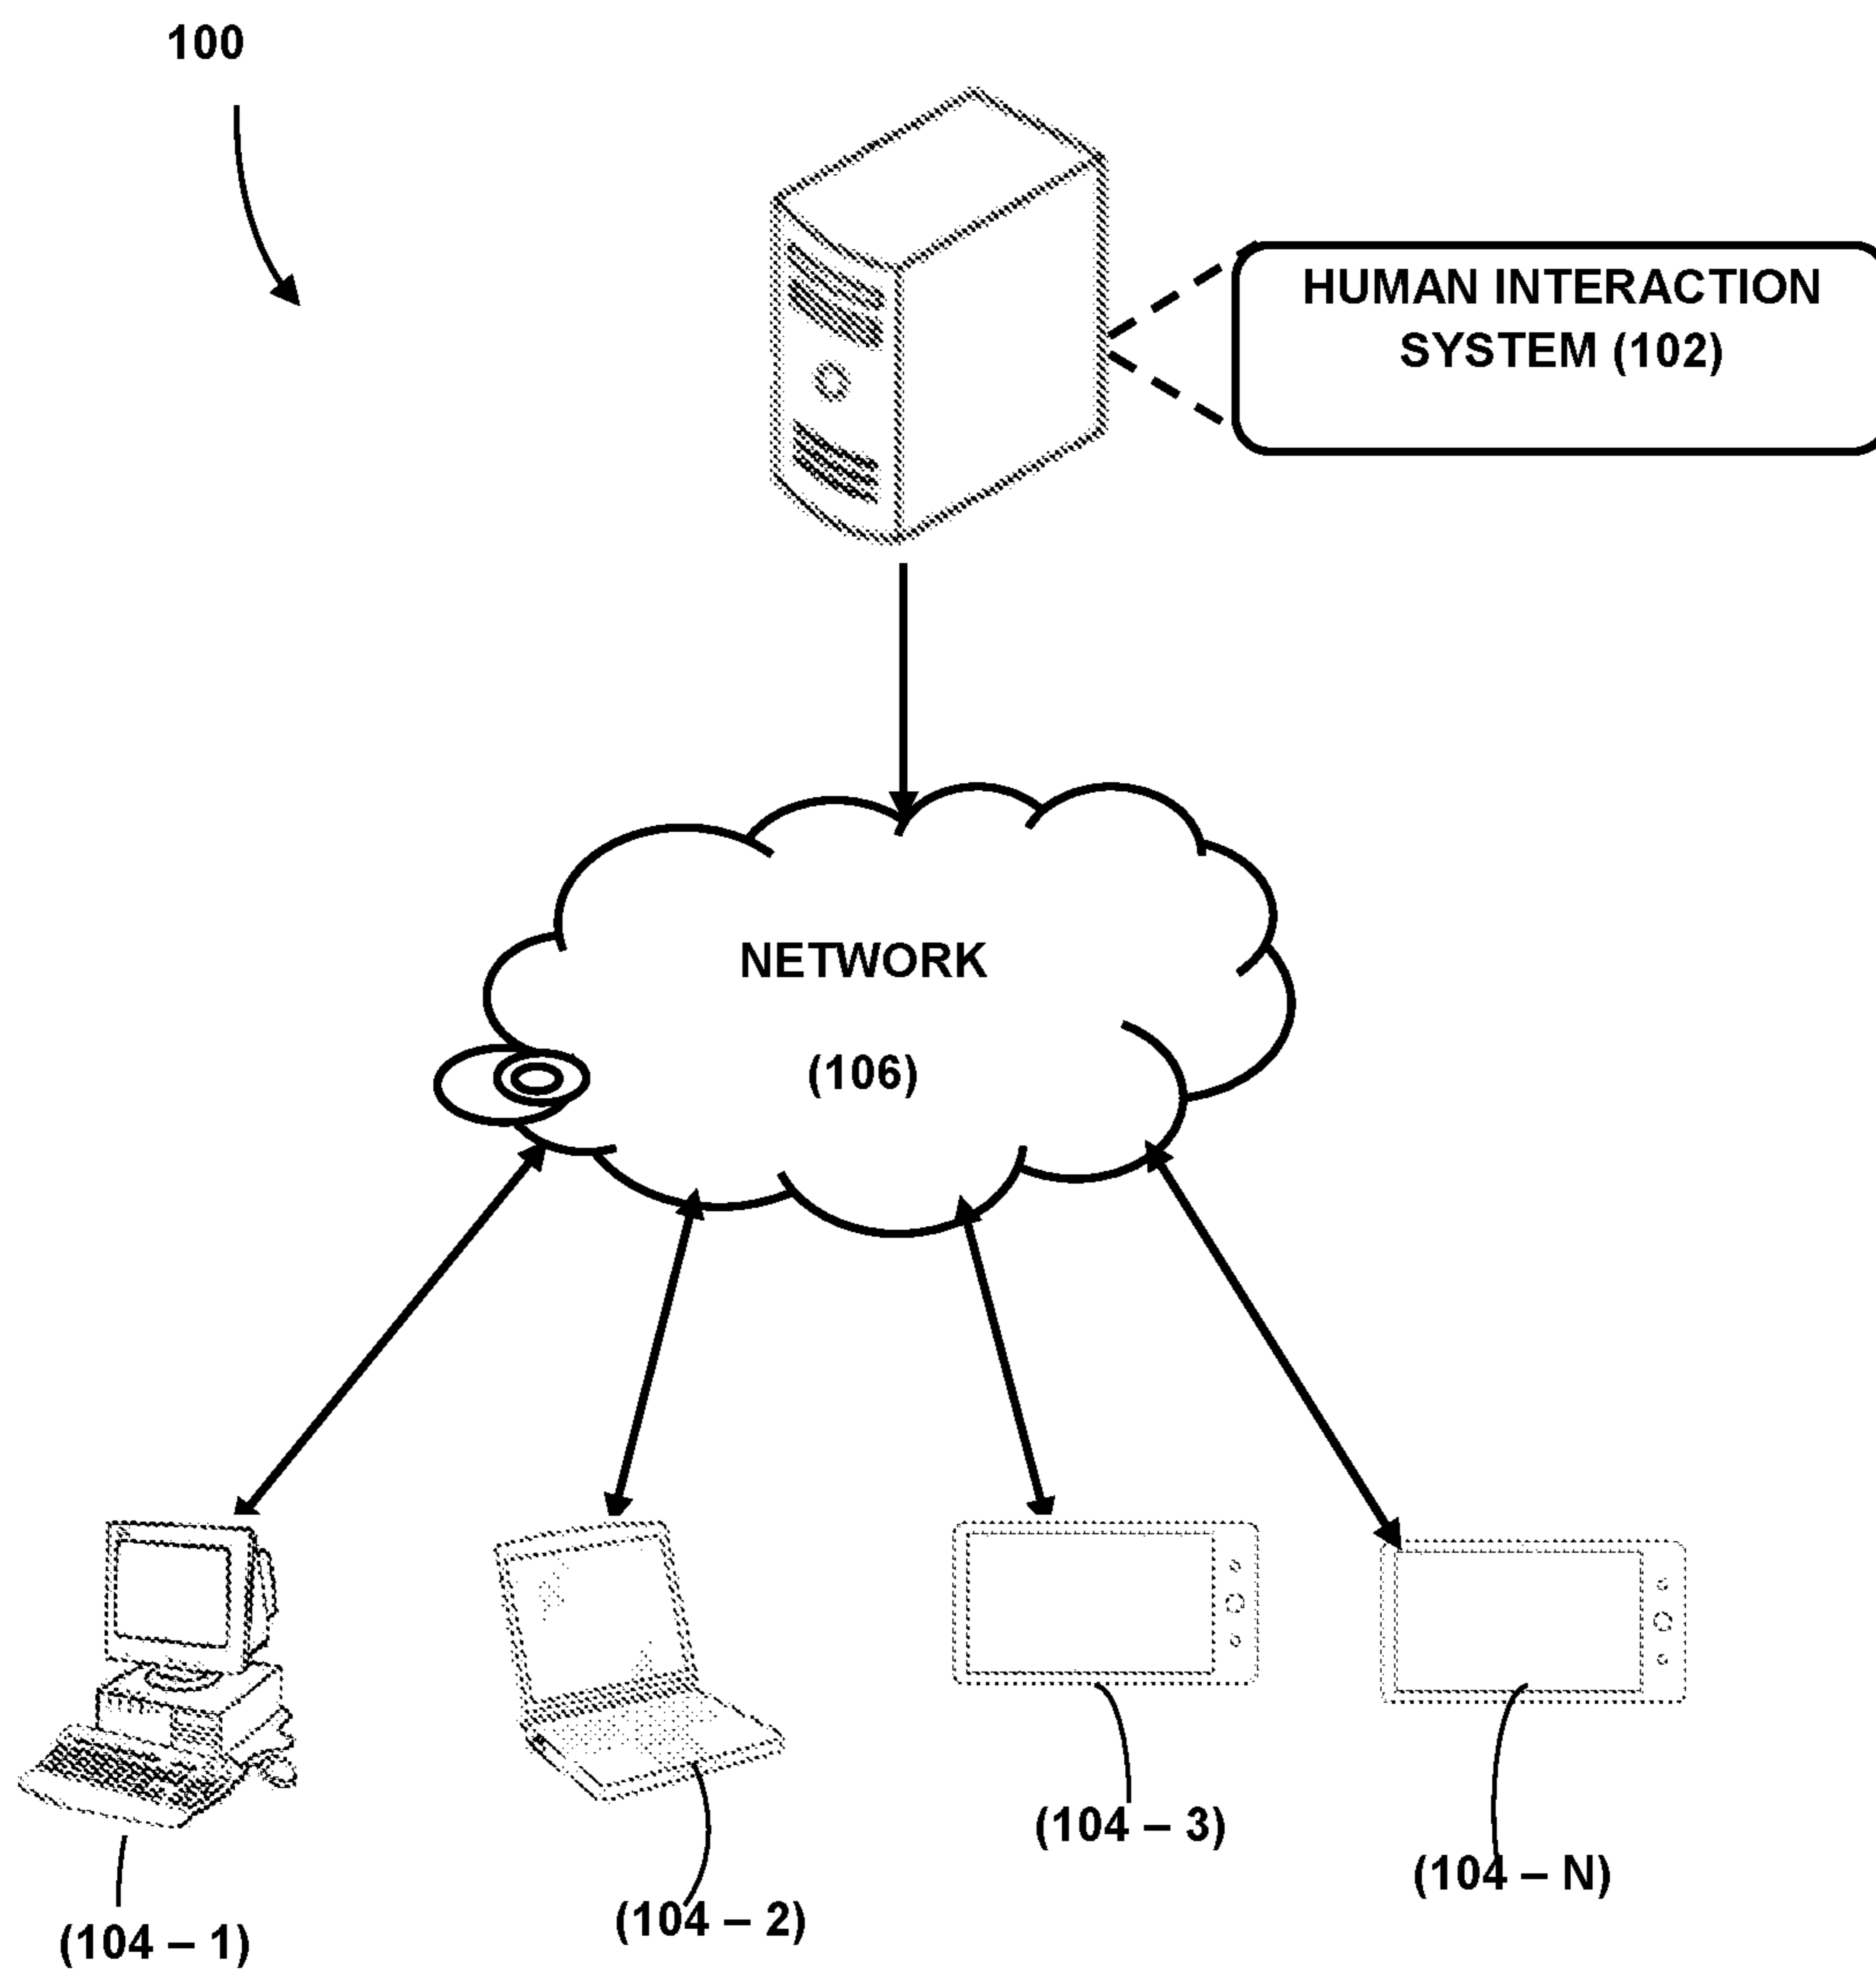 100
HUMAN INTERACTION
SYSTEM (102)
NETWORK
(106)
(104 – 1)
(104 – 2)
(104 – 3)
(104 – N)